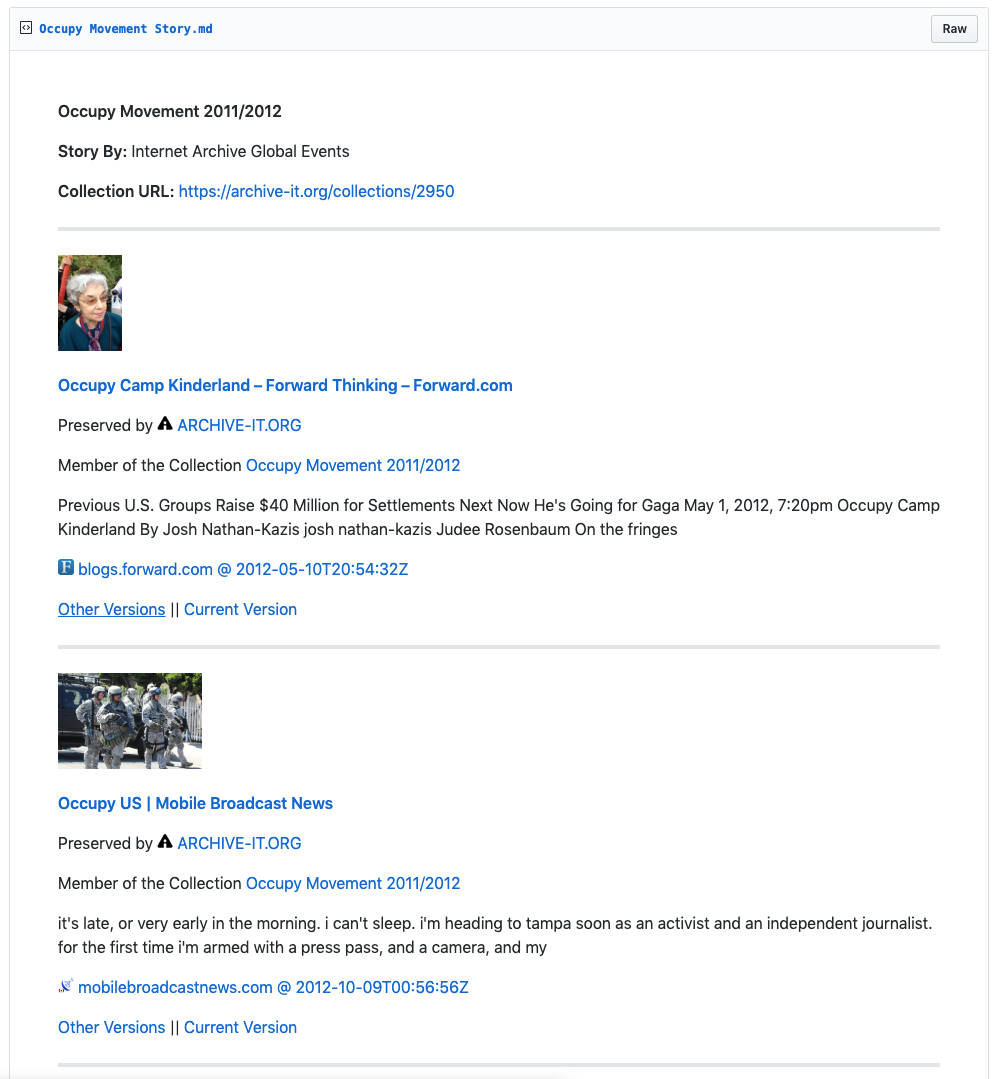 Occupy Movement Story.md
Raw
Occupy Movement 2011/2012
Story By: Internet Archive Global Events
Collection URL: https://archive-it.org/collections/2950
Occupy Camp Kinderland – Forward Thinking – Forward.com
Preserved by ARCHIVE-IT.ORG
Member of the Collection Occupy Movement 2011/2012
Previous U.S. Groups Raise $40 Million for Settlements Next Now He's Going for Gaga May 1, 2012, 7:20pm Occupy Camp
Kinderland By Josh Nathan-Kazis josh nathan-kazis Judee Rosenbaum On the fringes
F blogs.forward.com @ 2012-05-10T20:54:32Z
Other Versions || Current Version
Occupy US | Mobile Broadcast News
Preserved by ARCHIVE-IT.ORG
Member of the Collection Occupy Movement 2011/2012
it's late, or very early in the morning. i can't sleep. i'm heading to tampa soon as an activist and an independent journalist.
for the first time i'm armed with a press pass, and a camera, and my
mobilebroadcastnews.com @ 2012-10-09T00:56:56Z
Other Versions || Current Version